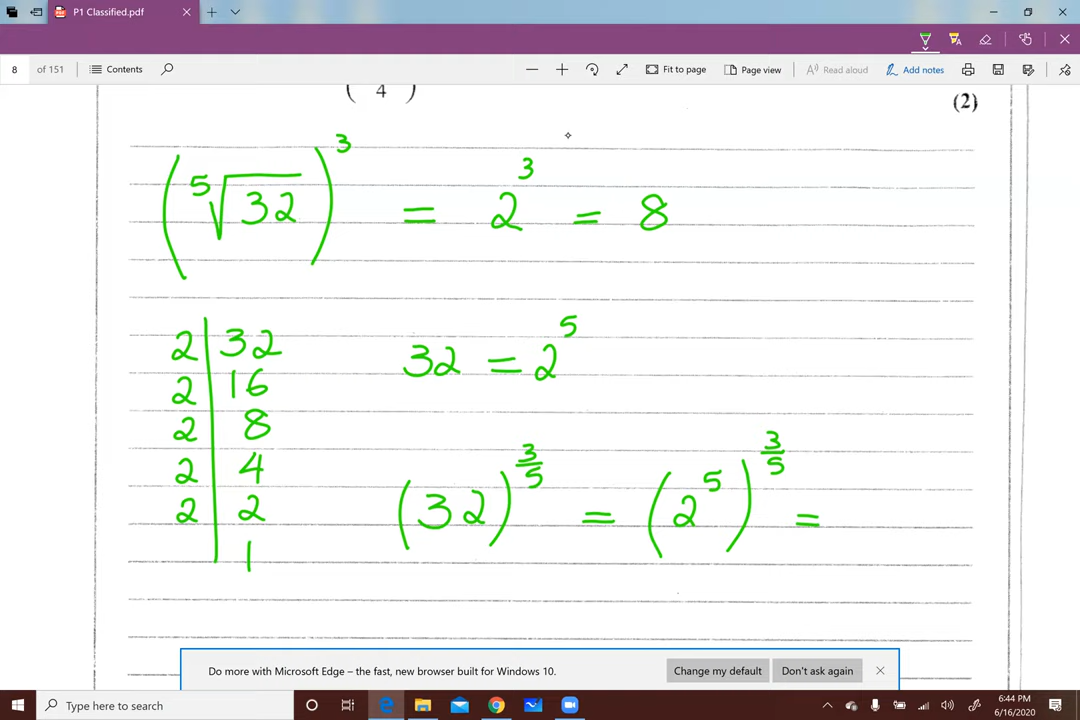 P1 Classified.pdf
8 of 151 Contents Fit to page Page view Read aloud Add notes
( 4 ) (2)
(⁵√32)³ = 2³ = 8
2 | 32
2 | 16
2 | 8
2 | 4
2 | 2
1
32 = 2⁵
(32)^(3/5) = (2⁵)^(3/5) =
Do more with Microsoft Edge – the fast, new browser built for Windows 10. Change my default Don't ask again
Type here to search
6:44 PM
6/16/2020